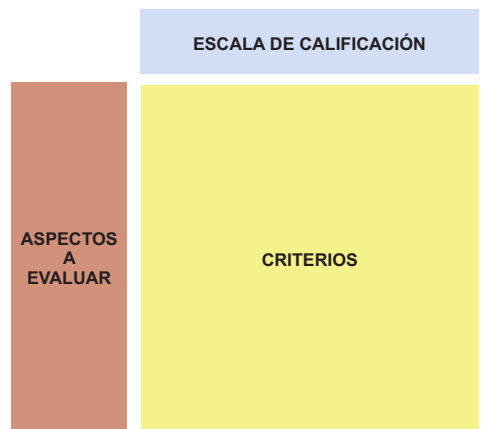 ESCALA DE CALIFICACIÓN
ASPECTOS
A
EVALUAR
CRITERIOS